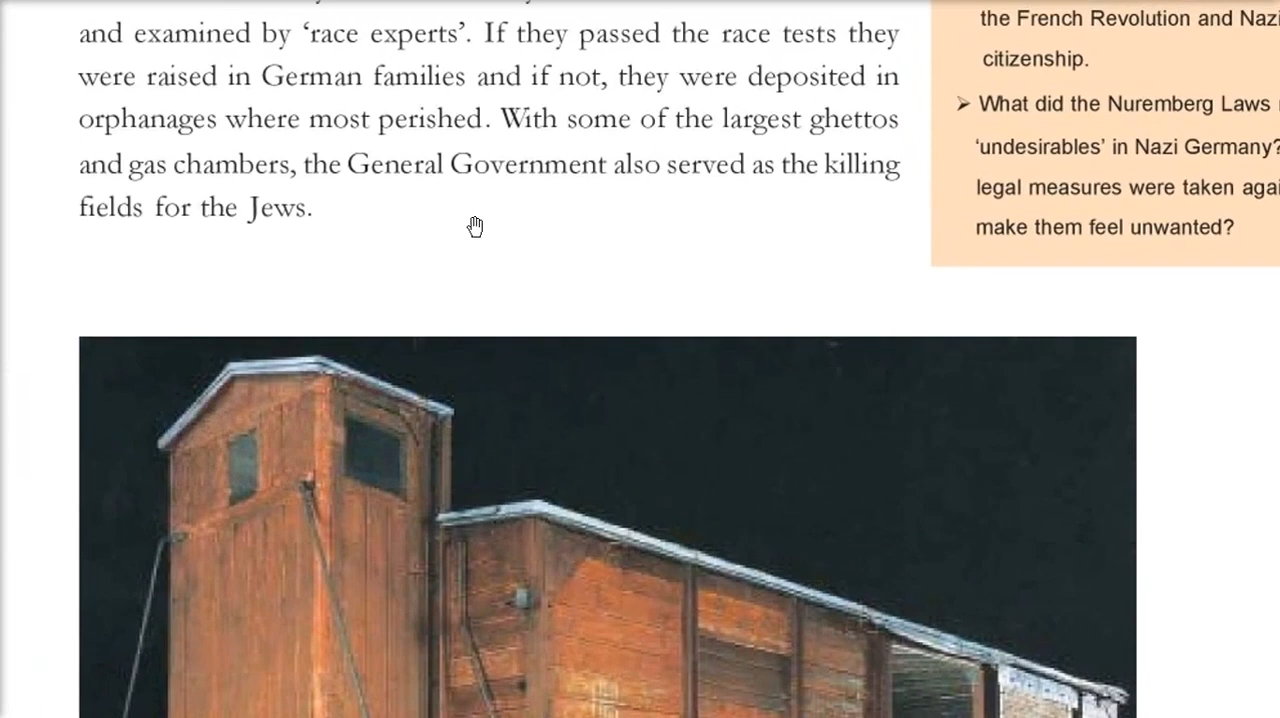 and examined by ‘race experts’. If they passed the race tests they
were raised in German families and if not, they were deposited in
orphanages where most perished. With some of the largest ghettos
and gas chambers, the General Government also served as the killing
fields for the Jews.
the French Revolution and Nazi
citizenship.
➢ What did the Nuremberg Laws
‘undesirables’ in Nazi Germany?
legal measures were taken agai
make them feel unwanted?